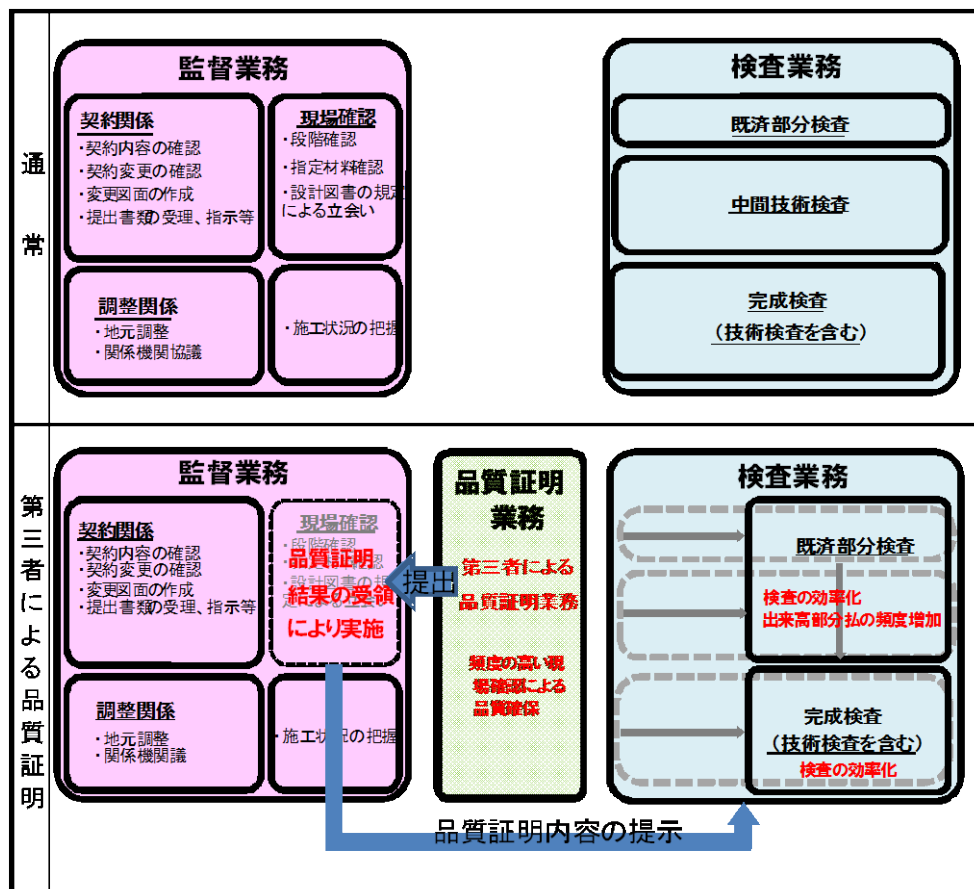 通常
監督業務
契約関係
・契約内容の確認
・契約変更の確認
・変更図面の作成
・提出書類の受理、指示等
現場確認
・段階確認
・指定材料確認
・設計図書の規定
による立会い
調整関係
・地元調整
・関係機関協議
・施工状況の把握
検査業務
既済部分検査
中間技術検査
完成検査
（技術検査を含む）
第三者による品質証明
監督業務
契約関係
・契約内容の確認
・契約変更の確認
・変更図面の作成
・提出書類の受理、指示等
現場確認
・段階確認
品質証明
結果の受領
により実施
調整関係
・地元調整
・関係機関協議
・施工状況の把握
提出
品質証明
業務
第三者による
品質証明業務
頻度の高い現
場確認による
品質確保
検査業務
既済部分検査
検査の効率化
出来高部分払の頻度増加
完成検査
（技術検査を含む）
検査の効率化
品質証明内容の提示